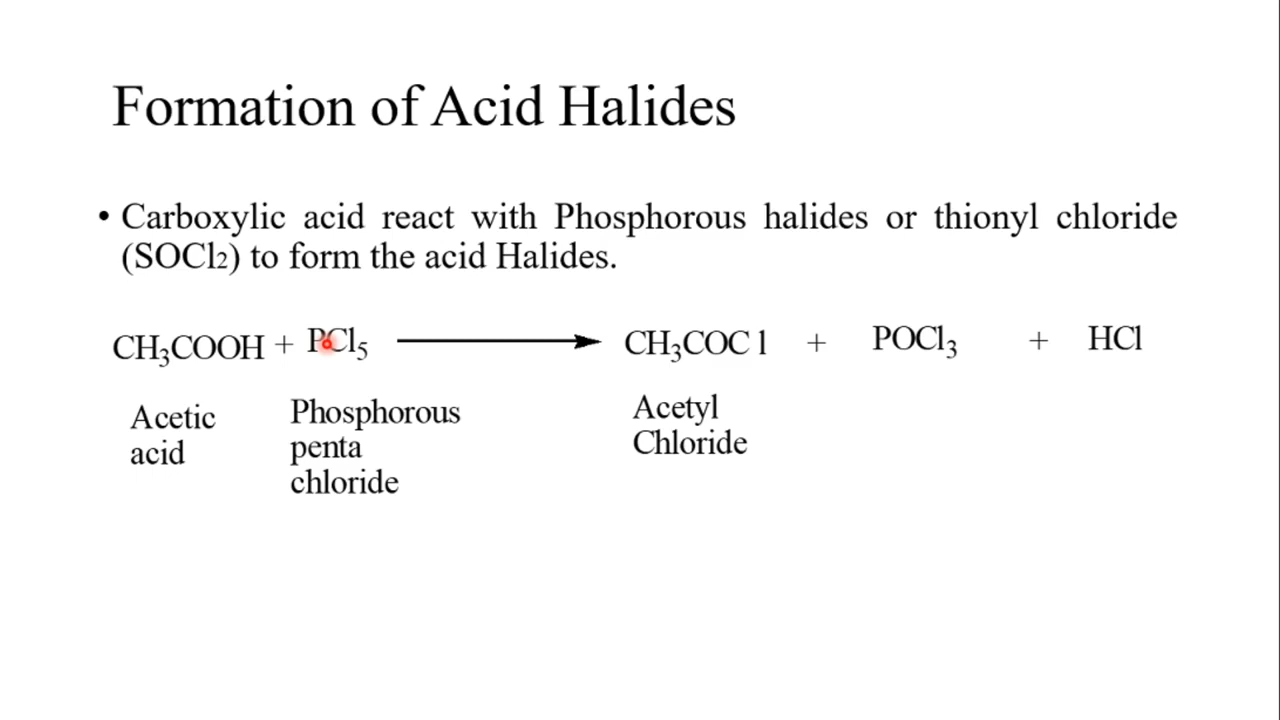 Formation of Acid Halides
• Carboxylic acid react with Phosphorous halides or thionyl chloride
(SOCl2) to form the acid Halides.
CH₃COOH + PCl₅ ⟶ CH₃COC l + POCl₃ + HCl
Acetic Phosphorous Acetyl
acid penta Chloride
chloride